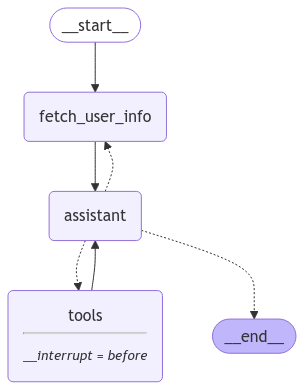 __start__
fetch_user_info
assistant
tools
__interrupt = before
__end__